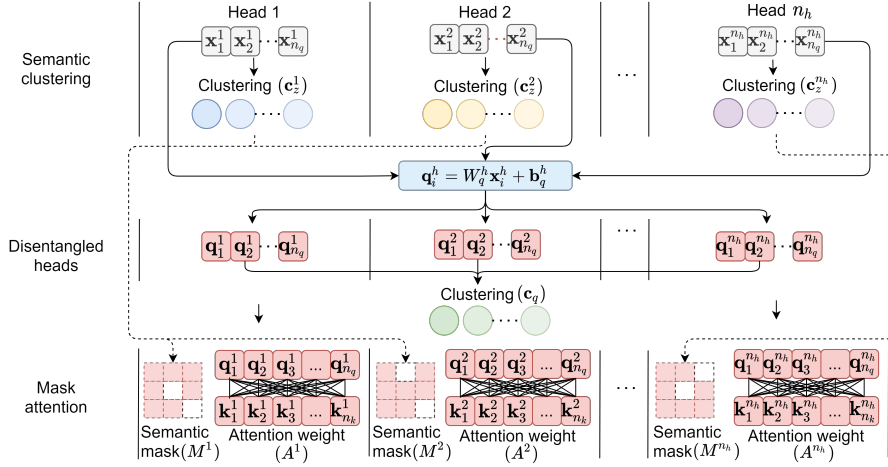 Head 1
Head 2
Head n_h
Semantic
clustering
x_1^1 x_2^1 ··· x_{n_q}^1
x_1^2 x_2^2 ··· x_{n_q}^2
x_1^{n_h} x_2^{n_h} ··· x_{n_q}^{n_h}
Clustering (c_z^1)
Clustering (c_z^2)
Clustering (c_z^{n_h})
...
q_i^h = W_q^h x_i^h + b_q^h
Disentangled
heads
q_1^1 q_2^1 ··· q_{n_q}^1
q_1^2 q_2^2 ··· q_{n_q}^2
...
q_1^{n_h} q_2^{n_h} ··· q_{n_q}^{n_h}
Clustering (c_q)
Mask
attention
q_1^1 q_2^1 q_3^1 ... q_{n_q}^1
k_1^1 k_2^1 k_3^1 ... k_{n_k}^1
Semantic
mask(M^1)
Attention weight
(A^1)
q_1^2 q_2^2 q_3^2 ... q_{n_q}^2
k_1^2 k_2^2 k_3^2 ... k_{n_k}^2
Semantic
mask(M^2)
Attention weight
(A^2)
...
q_1^{n_h} q_2^{n_h} q_3^{n_h} ... q_{n_q}^{n_h}
k_1^{n_h} k_2^{n_h} k_3^{n_h} ... k_{n_k}^{n_h}
Semantic
mask(M^{n_h})
Attention weight
(A^{n_h})